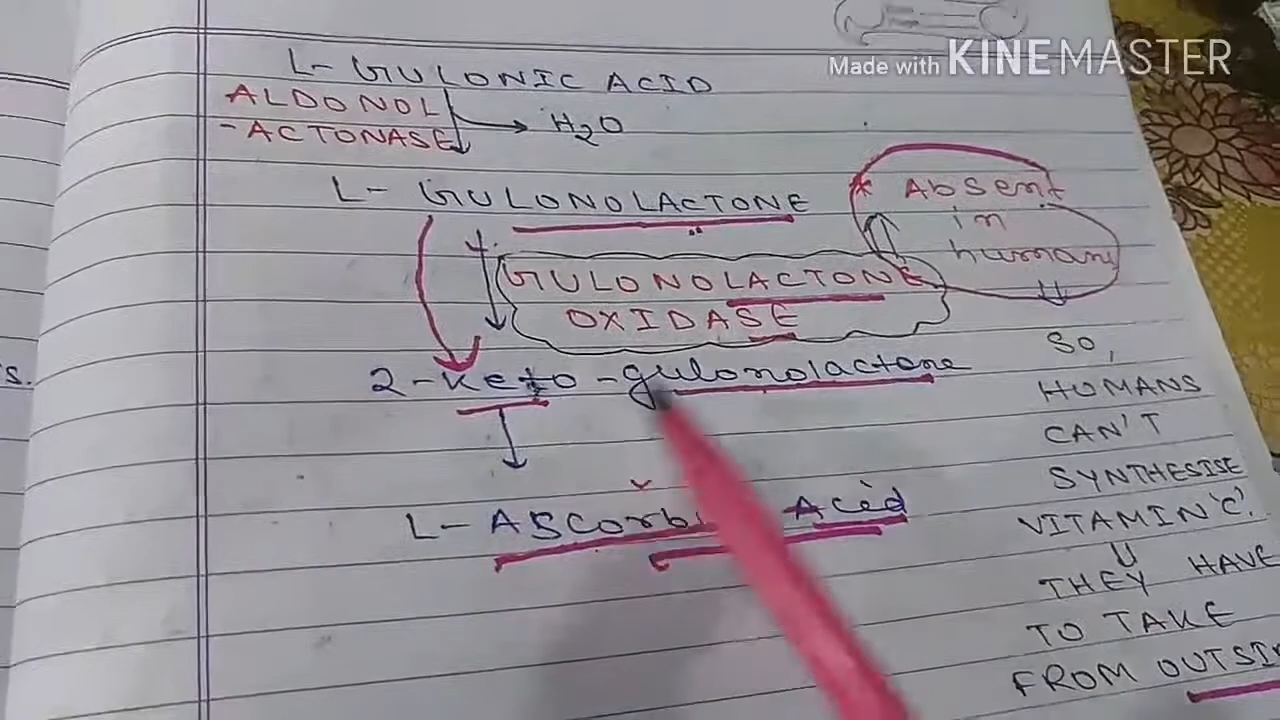 Made with KINEMASTER
L- GULONIC ACID
ALDONOL
-ACTONASE
H2O
L- GULONOLACTONE
* Absent
in
humans
GULONOLACTONE
OXIDASE
2-Keto-gulonolactone
L-AScorbi Acid
SO,
HUMANS
CAN'T
SYNTHESISE
VITAMIN 'C'.
THEY HAVE
TO TAKE
FROM OUTSI
s.